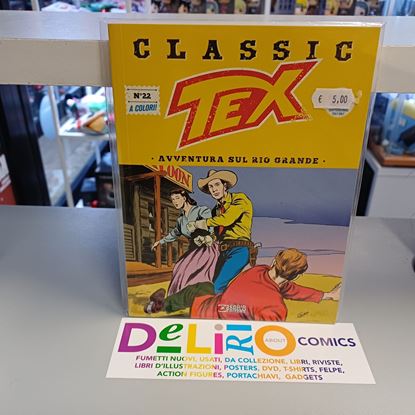 CLASSIC
TEX
N°22
A COLORI!
€ 5,00
• AVVENTURA SUL RIO GRANDE •
LOON
SERGIO BONELLI EDITORE
DeLiRiO ABOUT COMICS
FUMETTI NUOVI, USATI, DA COLLEZIONE, LIBRI, RIVISTE,
LIBRI D'ILLUSTRAZIONI, POSTERS, DVD, T-SHIRTS, FELPE,
ACTION FIGURES, PORTACHIAVI, GADGETS